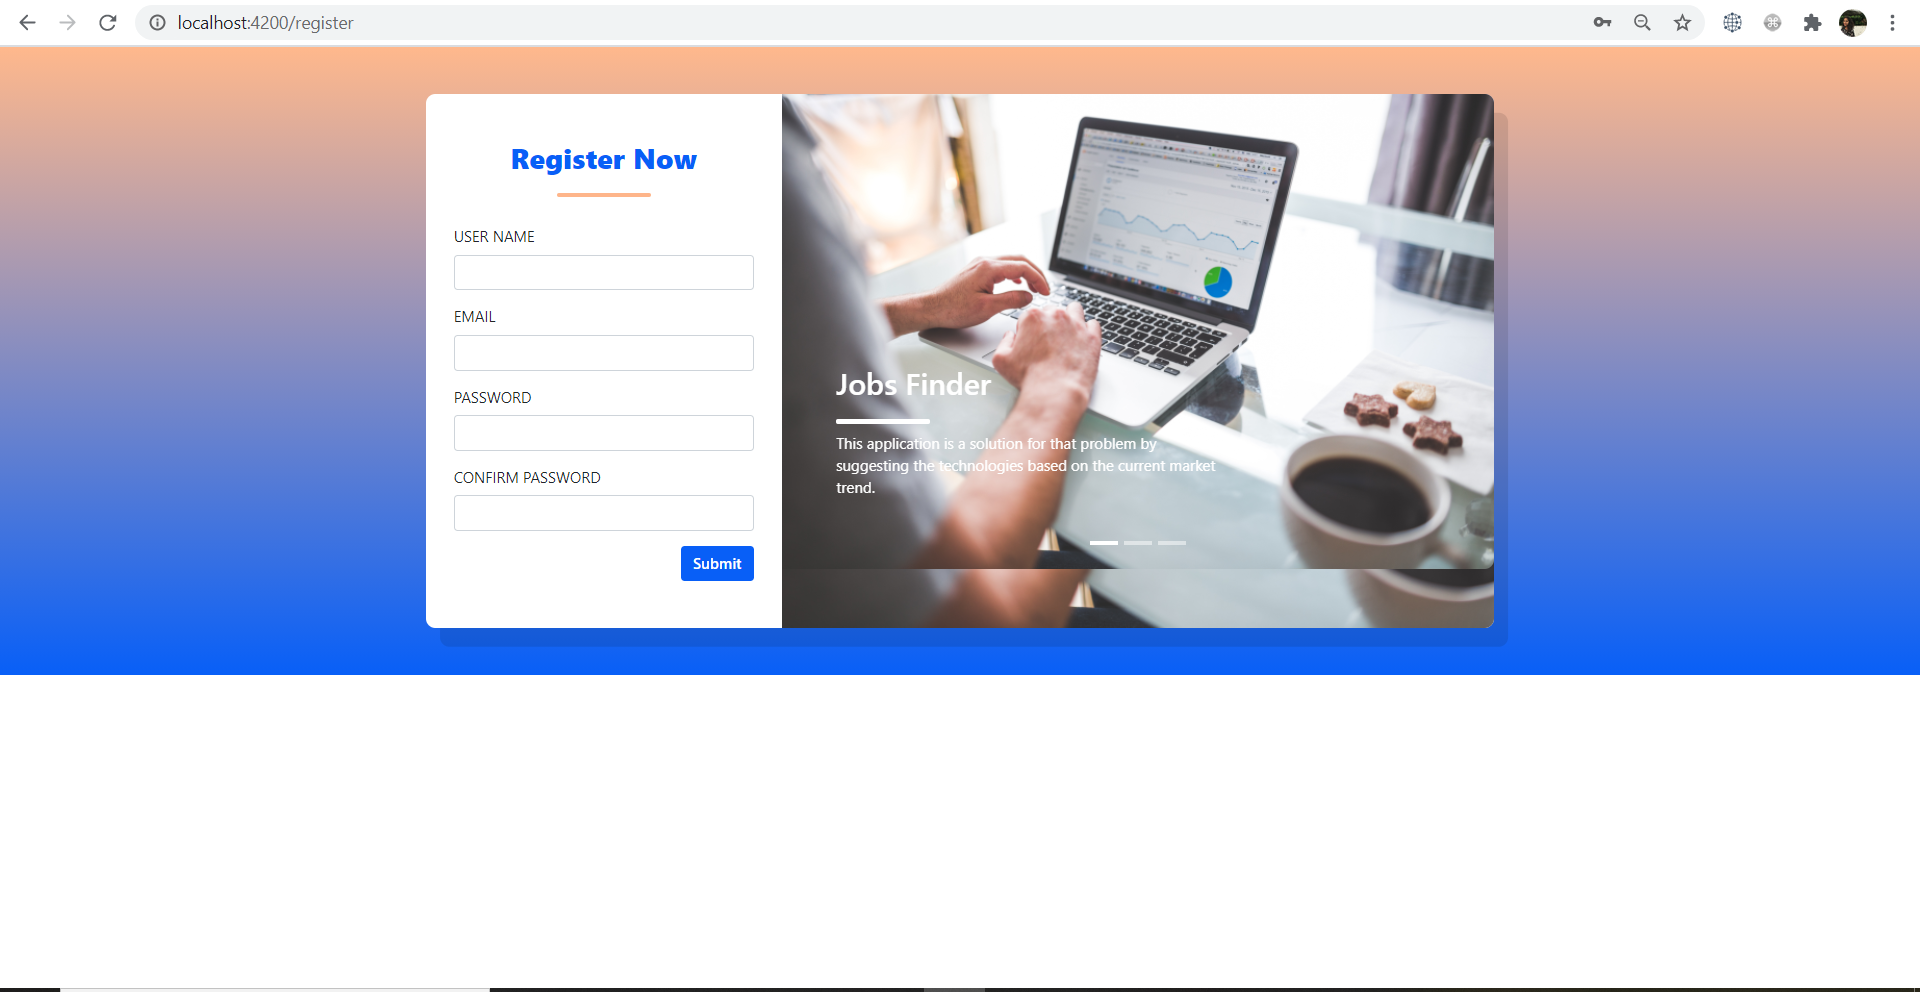 localhost:4200/register
Register Now
USER NAME
EMAIL
PASSWORD
CONFIRM PASSWORD
Submit
Jobs Finder
This application is a solution for that problem by
suggesting the technologies based on the current market
trend.